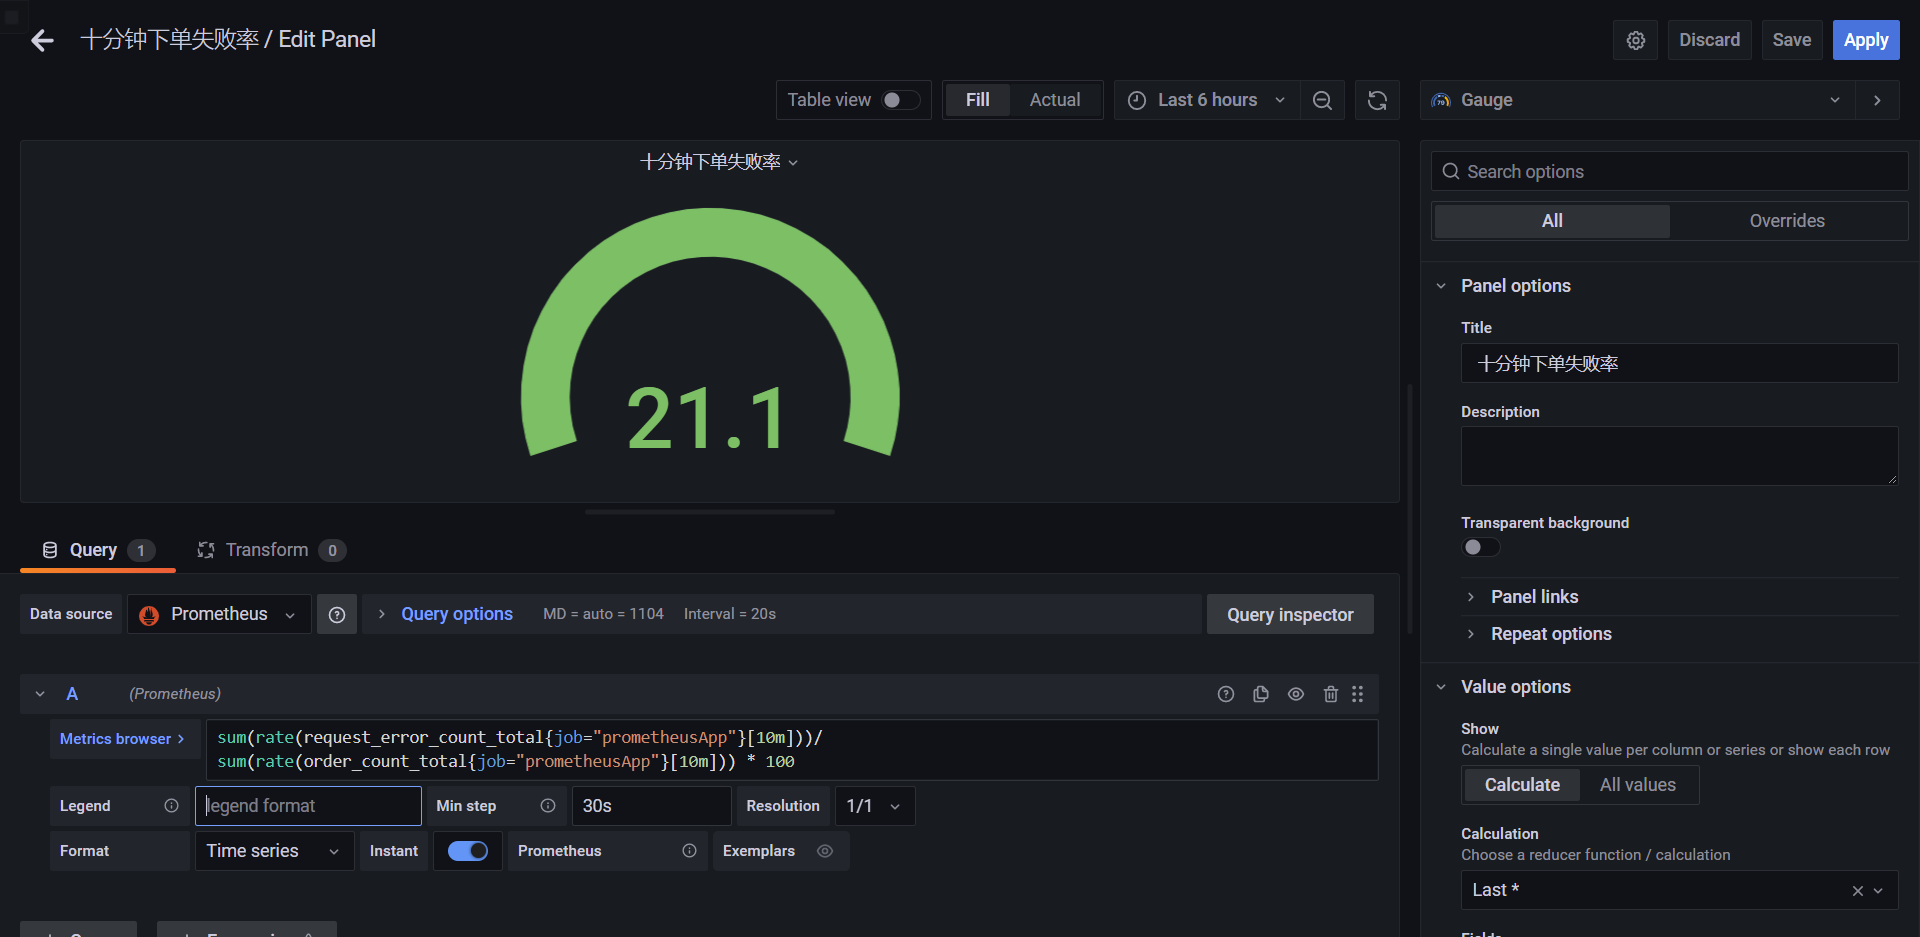 十分钟下单失败率 / Edit Panel
Discard
Save
Apply
Table view
Fill
Actual
Last 6 hours
Gauge
十分钟下单失败率
21.1
Search options
All
Overrides
Panel options
Title
十分钟下单失败率
Description
Transparent background
Panel links
Repeat options
Value options
Show
Calculate a single value per column or series or show each row
Calculate
All values
Calculation
Choose a reducer function / calculation
Last *
Query 1
Transform 0
Data source
Prometheus
Query options
MD = auto = 1104
Interval = 20s
Query inspector
A
(Prometheus)
Metrics browser >
sum(rate(request_error_count_total{job="prometheusApp"}[10m]))/
sum(rate(order_count_total{job="prometheusApp"}[10m])) * 100
Legend
legend format
Min step
30s
Resolution
1/1
Format
Time series
Instant
Prometheus
Exemplars